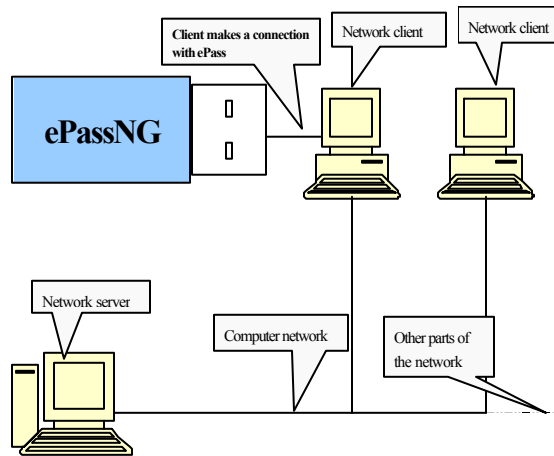 Client makes a connection
with ePass
Network client
Network client
ePassNG
Network server
Computer network
Other parts of
the network